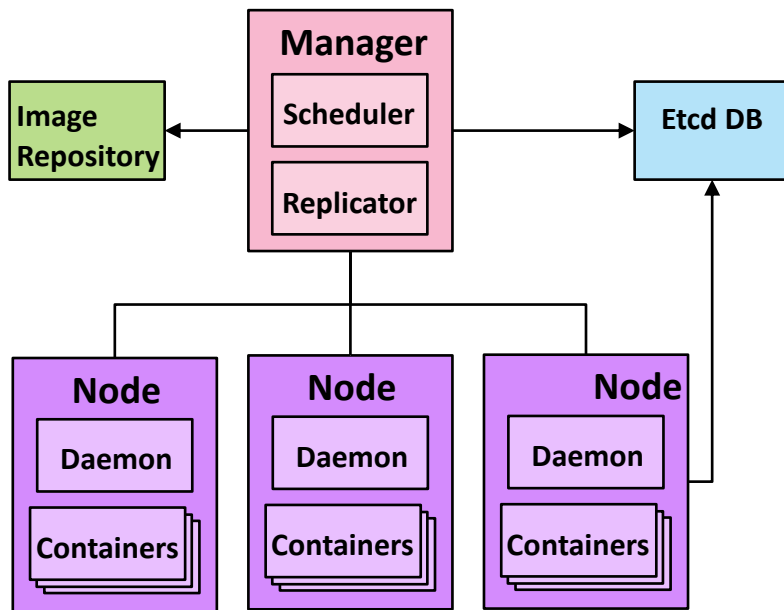 Manager
Scheduler
Replicator
Image
Repository
Etcd DB
Node
Daemon
Containers
Node
Daemon
Containers
Node
Daemon
Containers